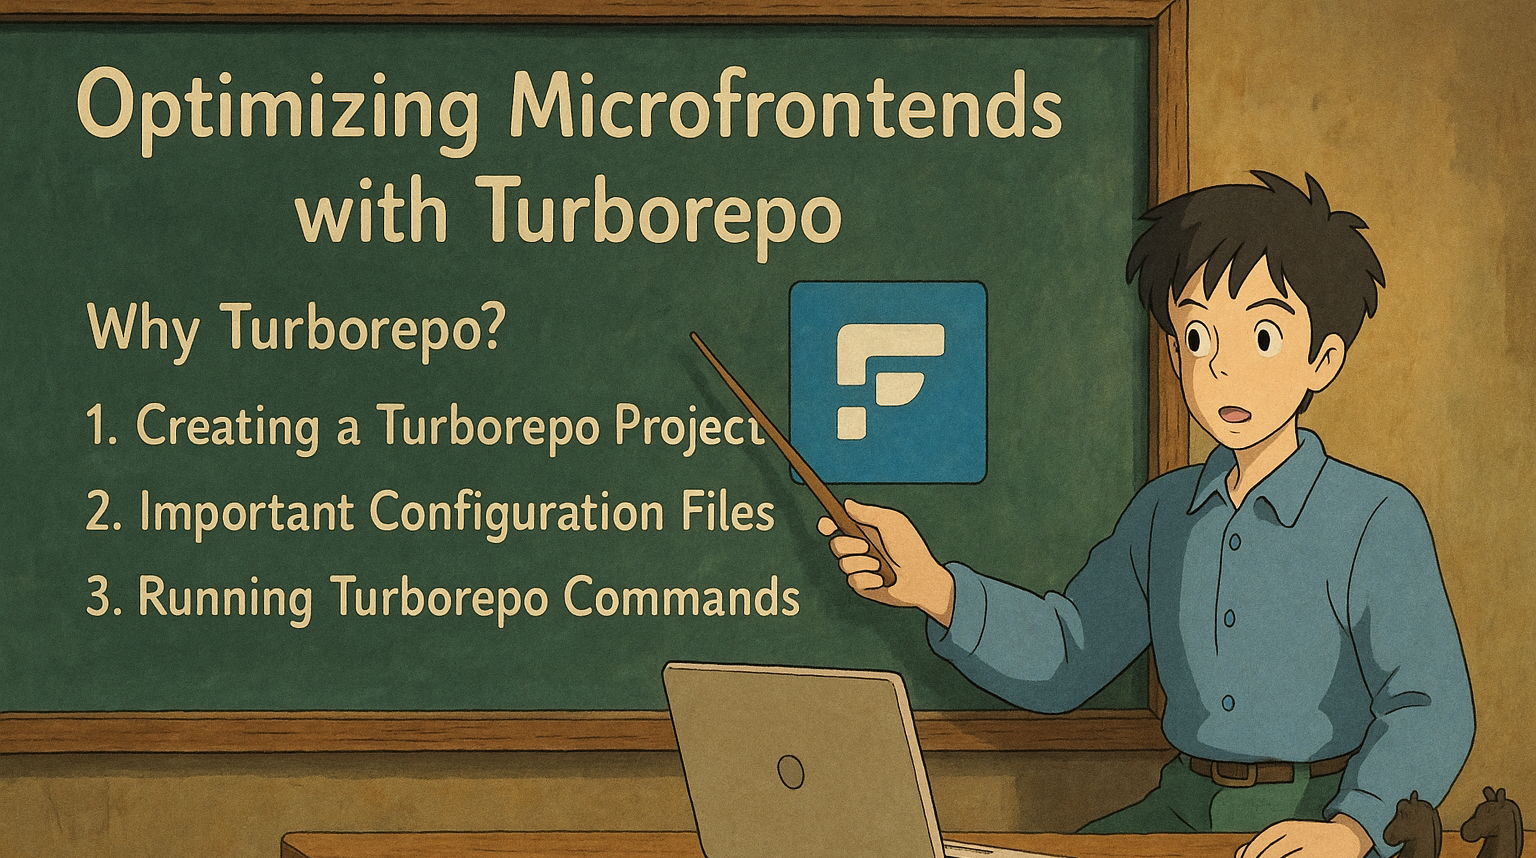 Optimizing Microfrontends
with Turborepo
Why Turborepo?
1. Creating a Turborepo Project
2. Important Configuration Files
3. Running Turborepo Commands